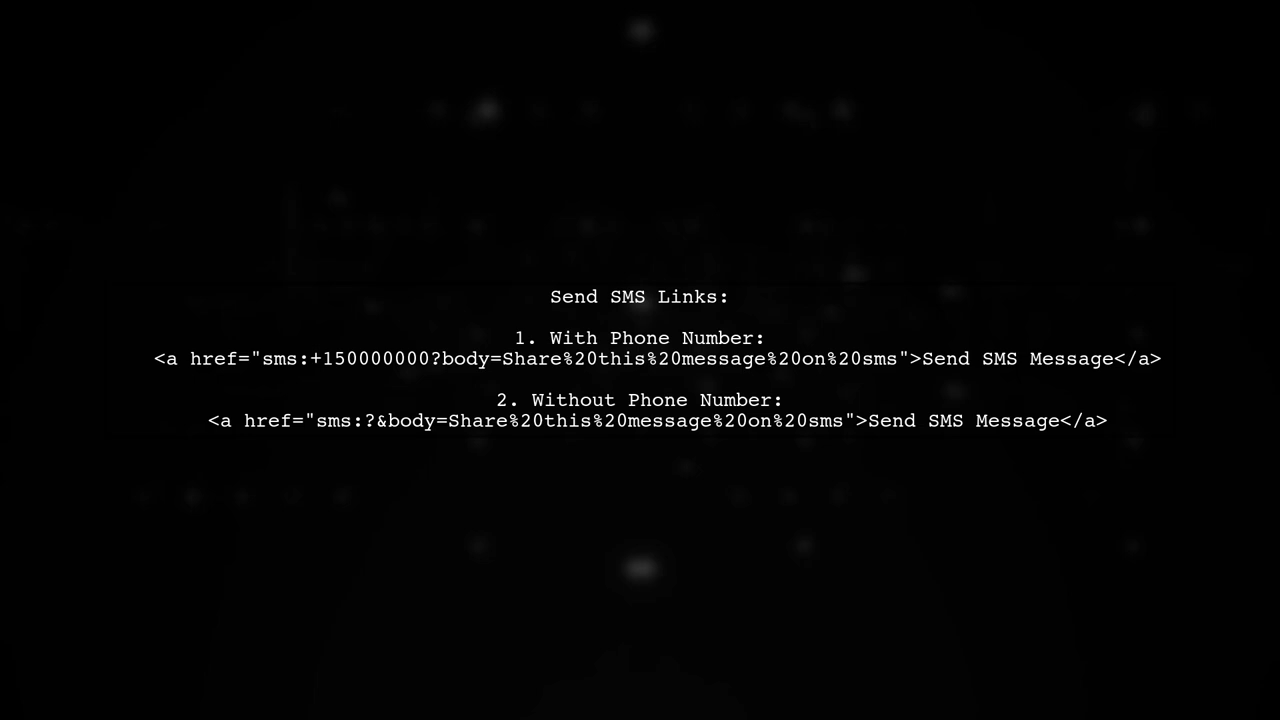 Send SMS Links:
1. With Phone Number:
<a href="sms:+150000000?body=Share%20this%20message%20on%20sms">Send SMS Message</a>
2. Without Phone Number:
<a href="sms:?&body=Share%20this%20message%20on%20sms">Send SMS Message</a>